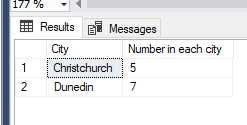 177 %
Results Messages
City Number in each city
1 Christchurch 5
2 Dunedin 7